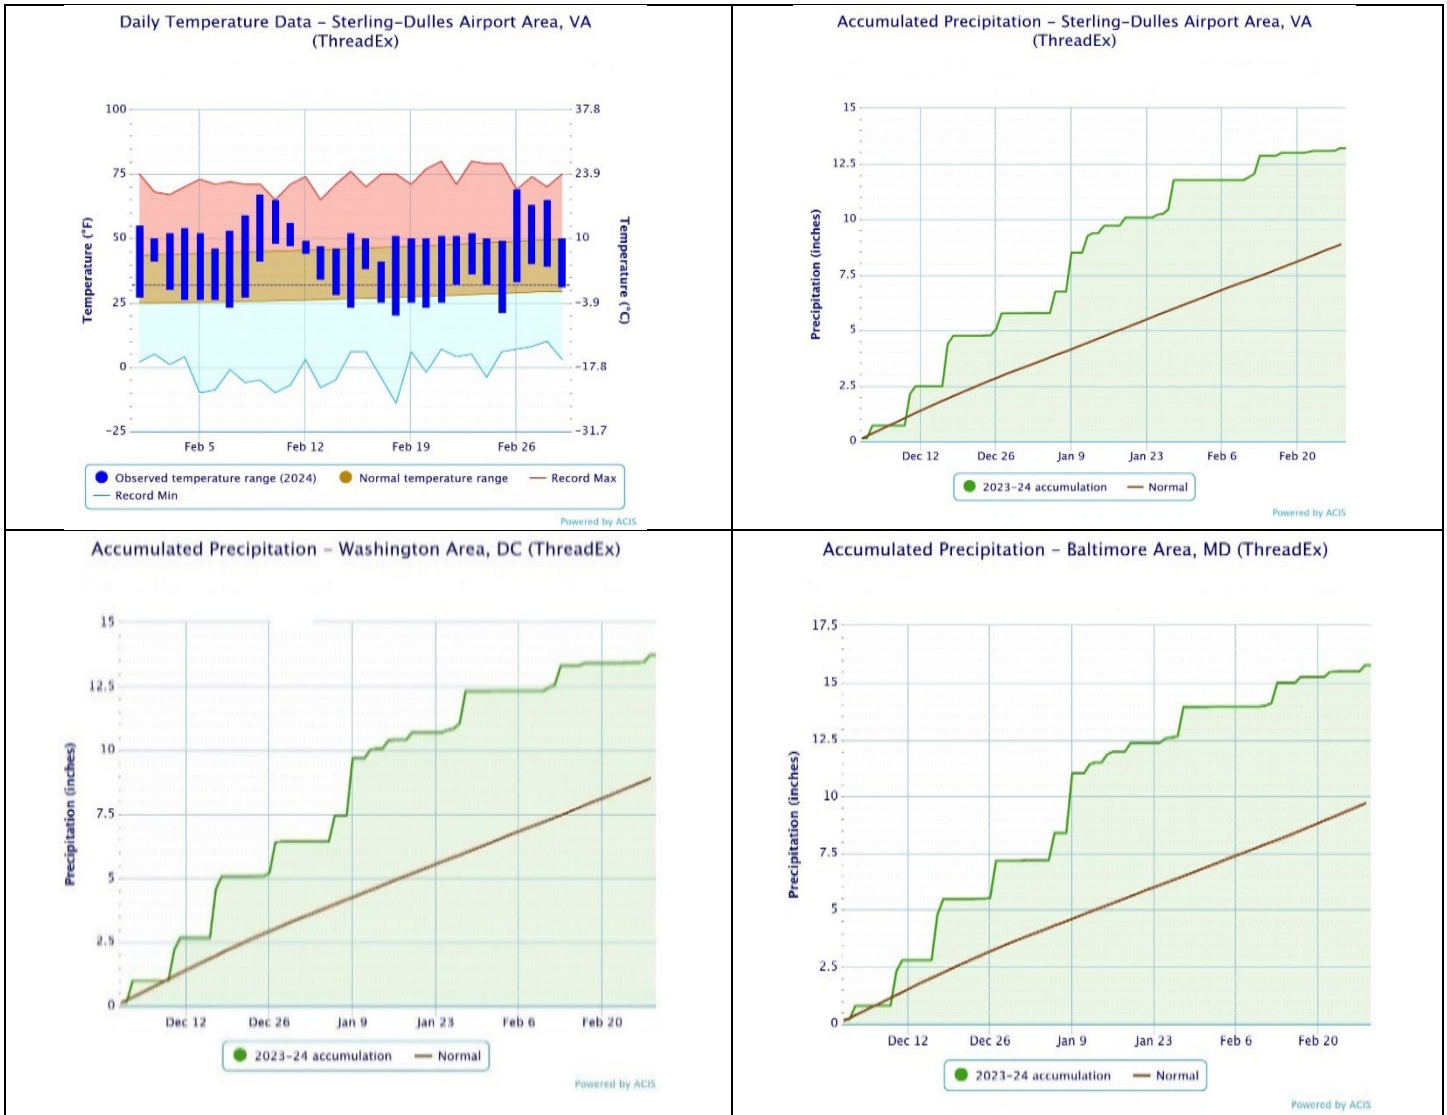 Daily Temperature Data – Sterling-Dulles Airport Area, VA
(ThreadEx)
100
75
50
25
0
−25
37.8
23.9
10
−3.9
−17.8
−31.7
Temperature (°F)
Temperature (°C)
Feb 5
Feb 12
Feb 19
Feb 26
Observed temperature range (2024)
Normal temperature range
Record Max
Record Min
Powered by ACIS
Accumulated Precipitation – Sterling-Dulles Airport Area, VA
(ThreadEx)
15
12.5
10
7.5
5
2.5
0
Precipitation (inches)
Dec 12
Dec 26
Jan 9
Jan 23
Feb 6
Feb 20
2023-24 accumulation
Normal
Powered by ACIS
Accumulated Precipitation – Washington Area, DC (ThreadEx)
15
12.5
10
7.5
5
2.5
0
Precipitation (inches)
Dec 12
Dec 26
Jan 9
Jan 23
Feb 6
Feb 20
2023-24 accumulation
Normal
Powered by ACIS
Accumulated Precipitation – Baltimore Area, MD (ThreadEx)
17.5
15
12.5
10
7.5
5
2.5
0
Precipitation (inches)
Dec 12
Dec 26
Jan 9
Jan 23
Feb 6
Feb 20
2023-24 accumulation
Normal
Powered by ACIS